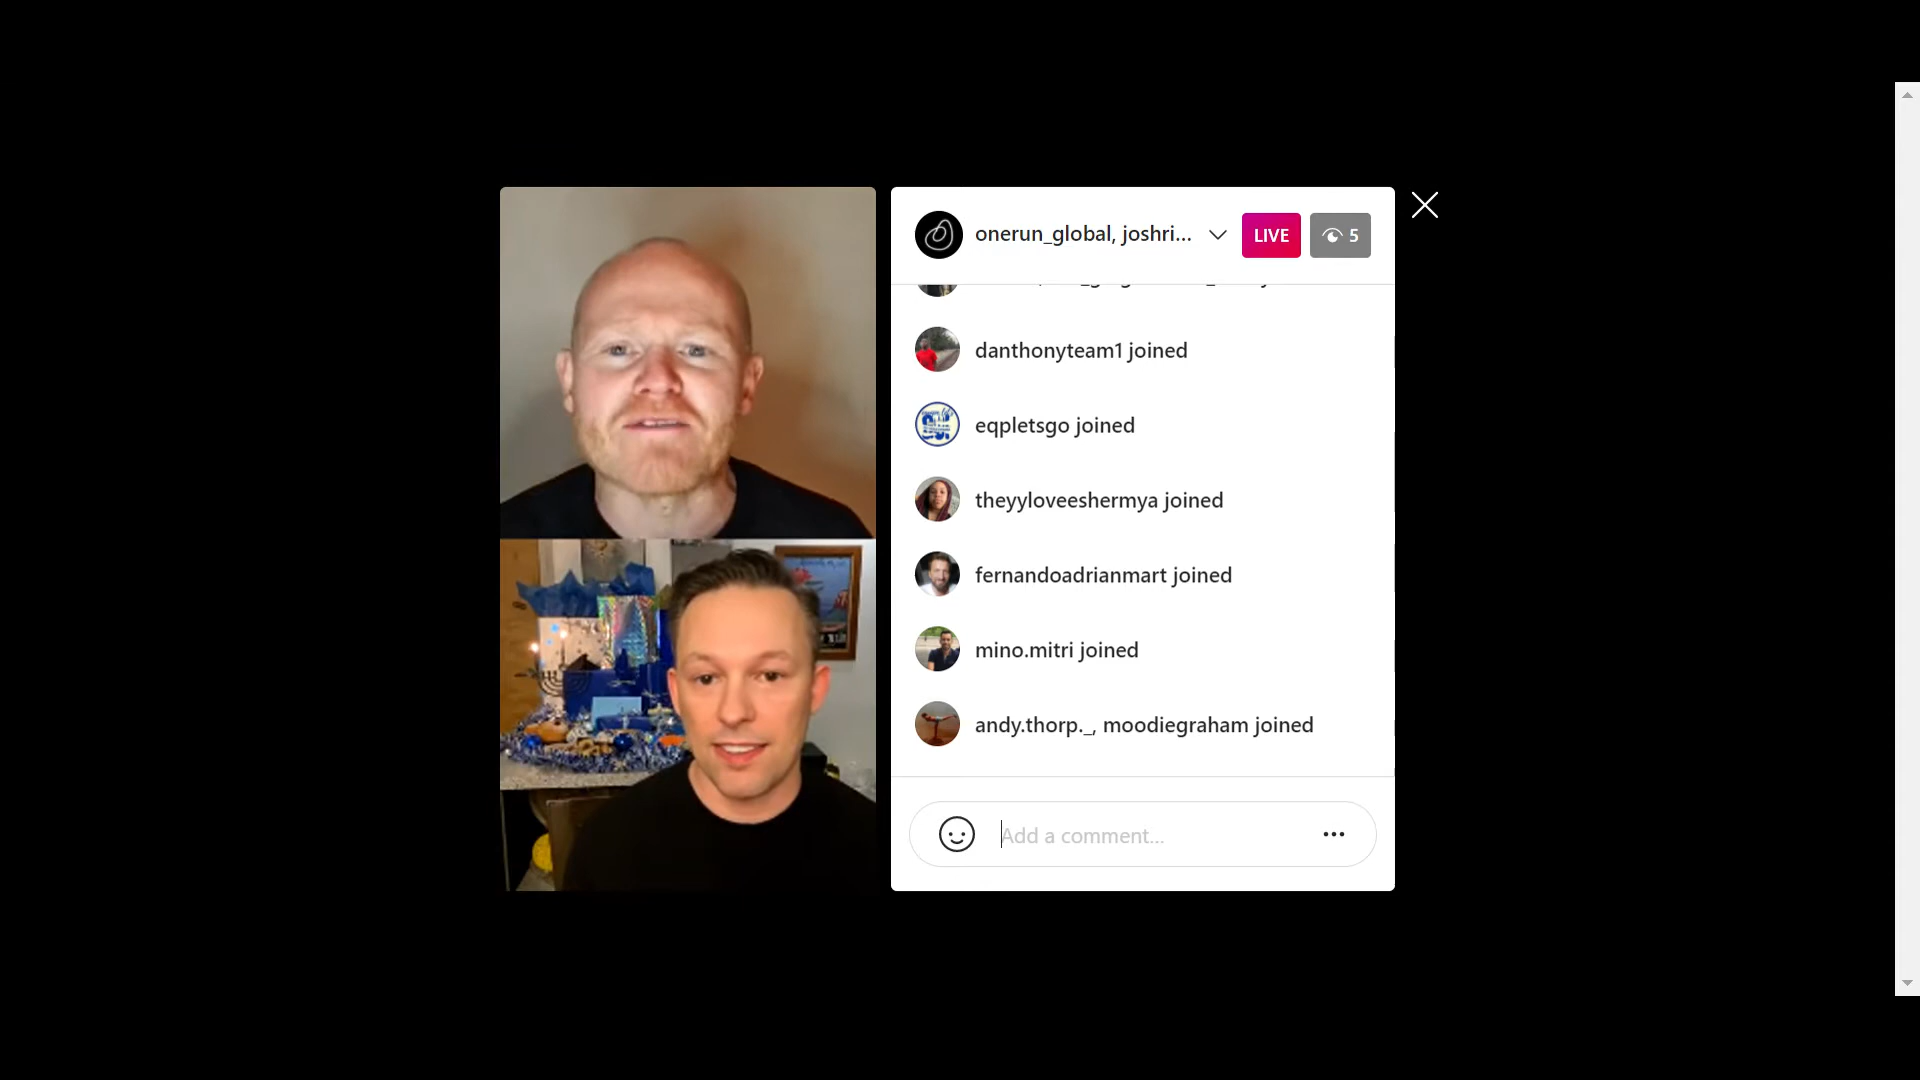 onerun_global, joshri...
LIVE
5
danthonyteam1 joined
eqpletsgo joined
theyyloveeshermya joined
fernandoadrianmart joined
mino.mitri joined
andy.thorp._, moodiegraham joined
Add a comment...